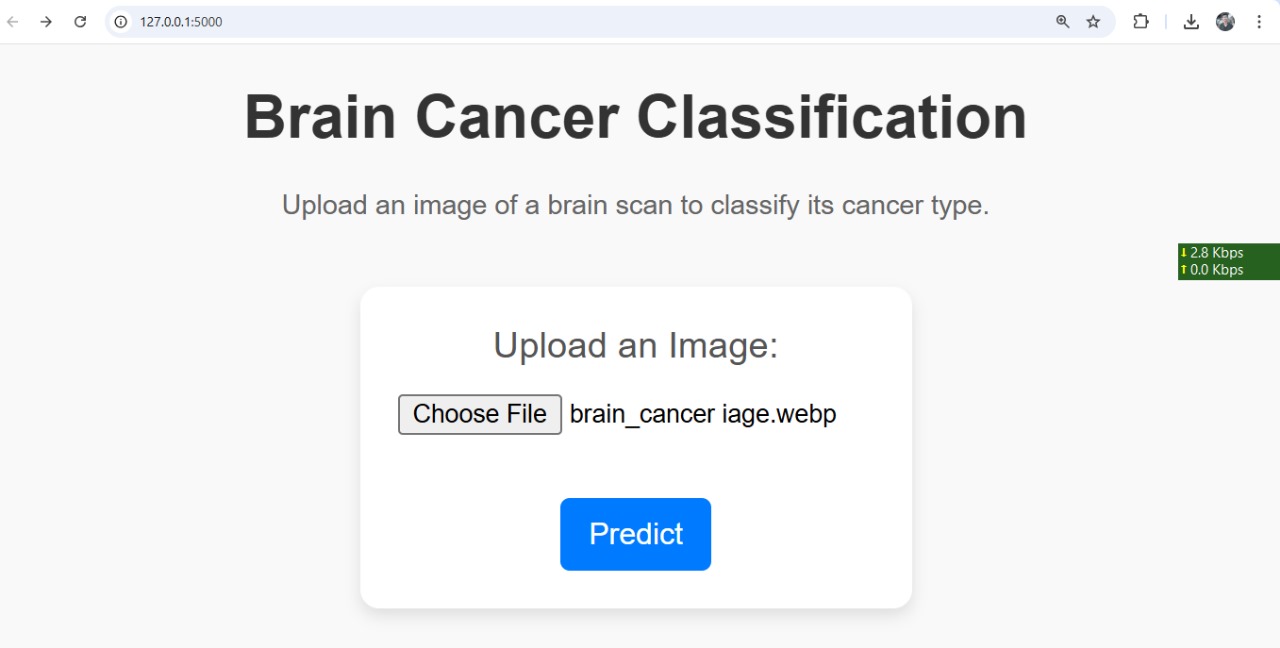 127.0.0.1:5000
Brain Cancer Classification
Upload an image of a brain scan to classify its cancer type.
↓ 2.8 Kbps
↑ 0.0 Kbps
Upload an Image:
Choose File brain_cancer iage.webp
Predict